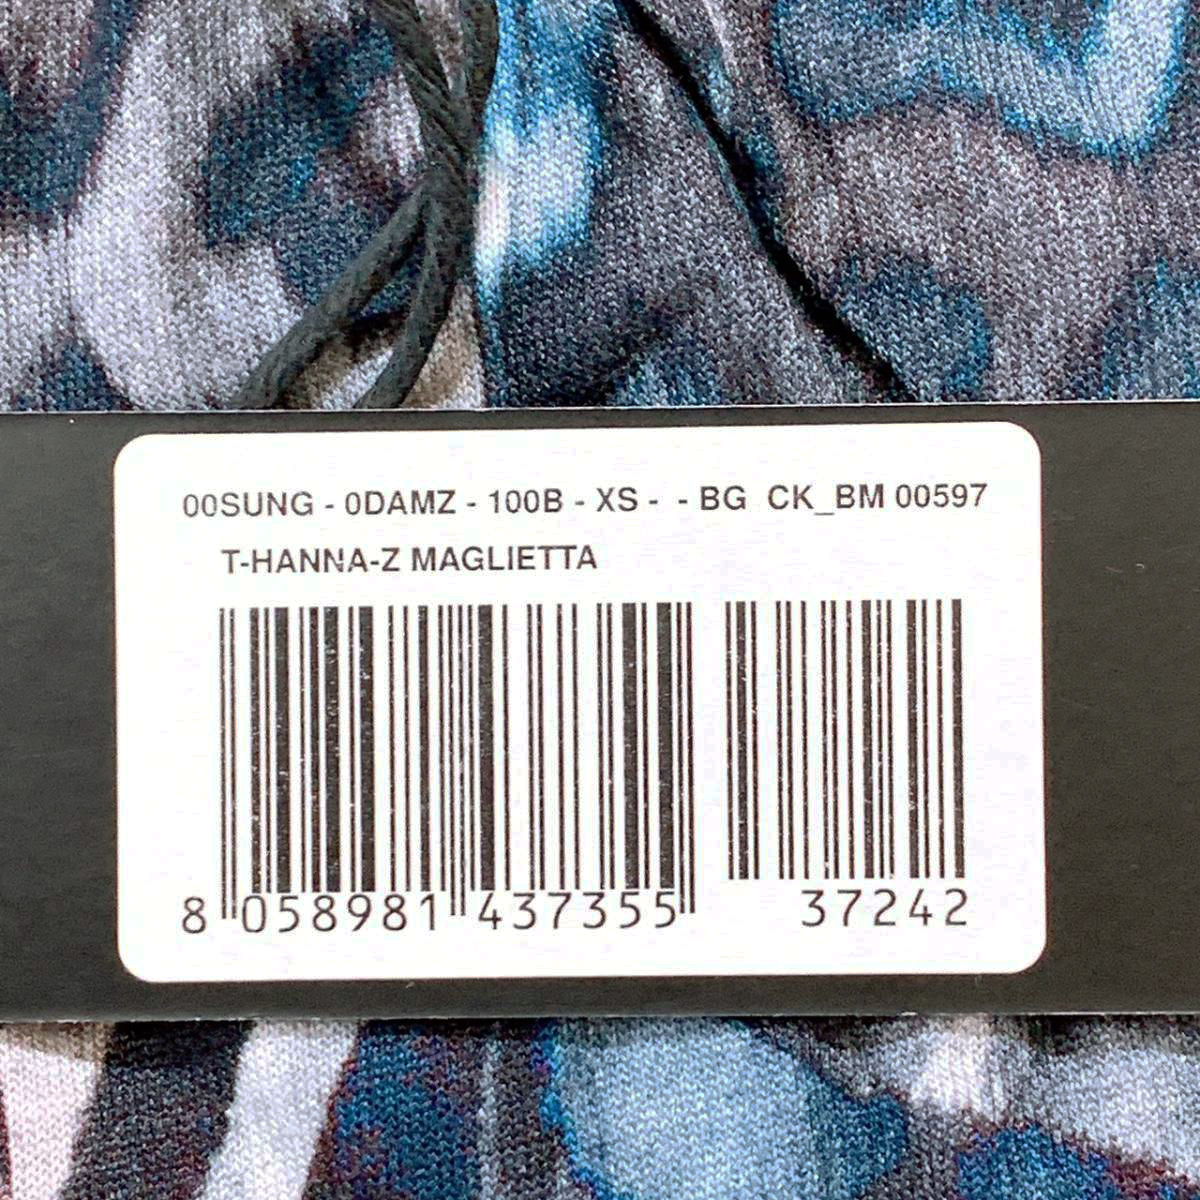 00SUNG - 0DAMZ - 100B - XS - - BG CK_BM 00597
T-HANNA-Z MAGLIETTA
8 058981 437355 37242